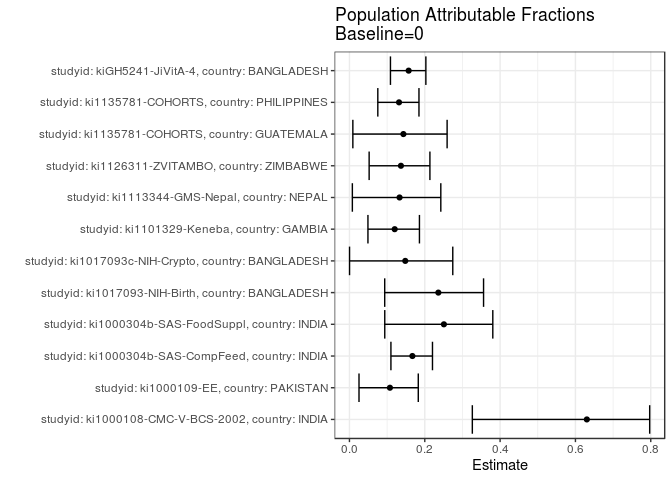 Population Attributable Fractions
Baseline=0
studyid: kiGH5241-JiVitA-4, country: BANGLADESH
studyid: ki1135781-COHORTS, country: PHILIPPINES
studyid: ki1135781-COHORTS, country: GUATEMALA
studyid: ki1126311-ZVITAMBO, country: ZIMBABWE
studyid: ki1113344-GMS-Nepal, country: NEPAL
studyid: ki1101329-Keneba, country: GAMBIA
studyid: ki1017093c-NIH-Crypto, country: BANGLADESH
studyid: ki1017093-NIH-Birth, country: BANGLADESH
studyid: ki1000304b-SAS-FoodSuppl, country: INDIA
studyid: ki1000304b-SAS-CompFeed, country: INDIA
studyid: ki1000109-EE, country: PAKISTAN
studyid: ki1000108-CMC-V-BCS-2002, country: INDIA
0.0 0.2 0.4 0.6 0.8
Estimate